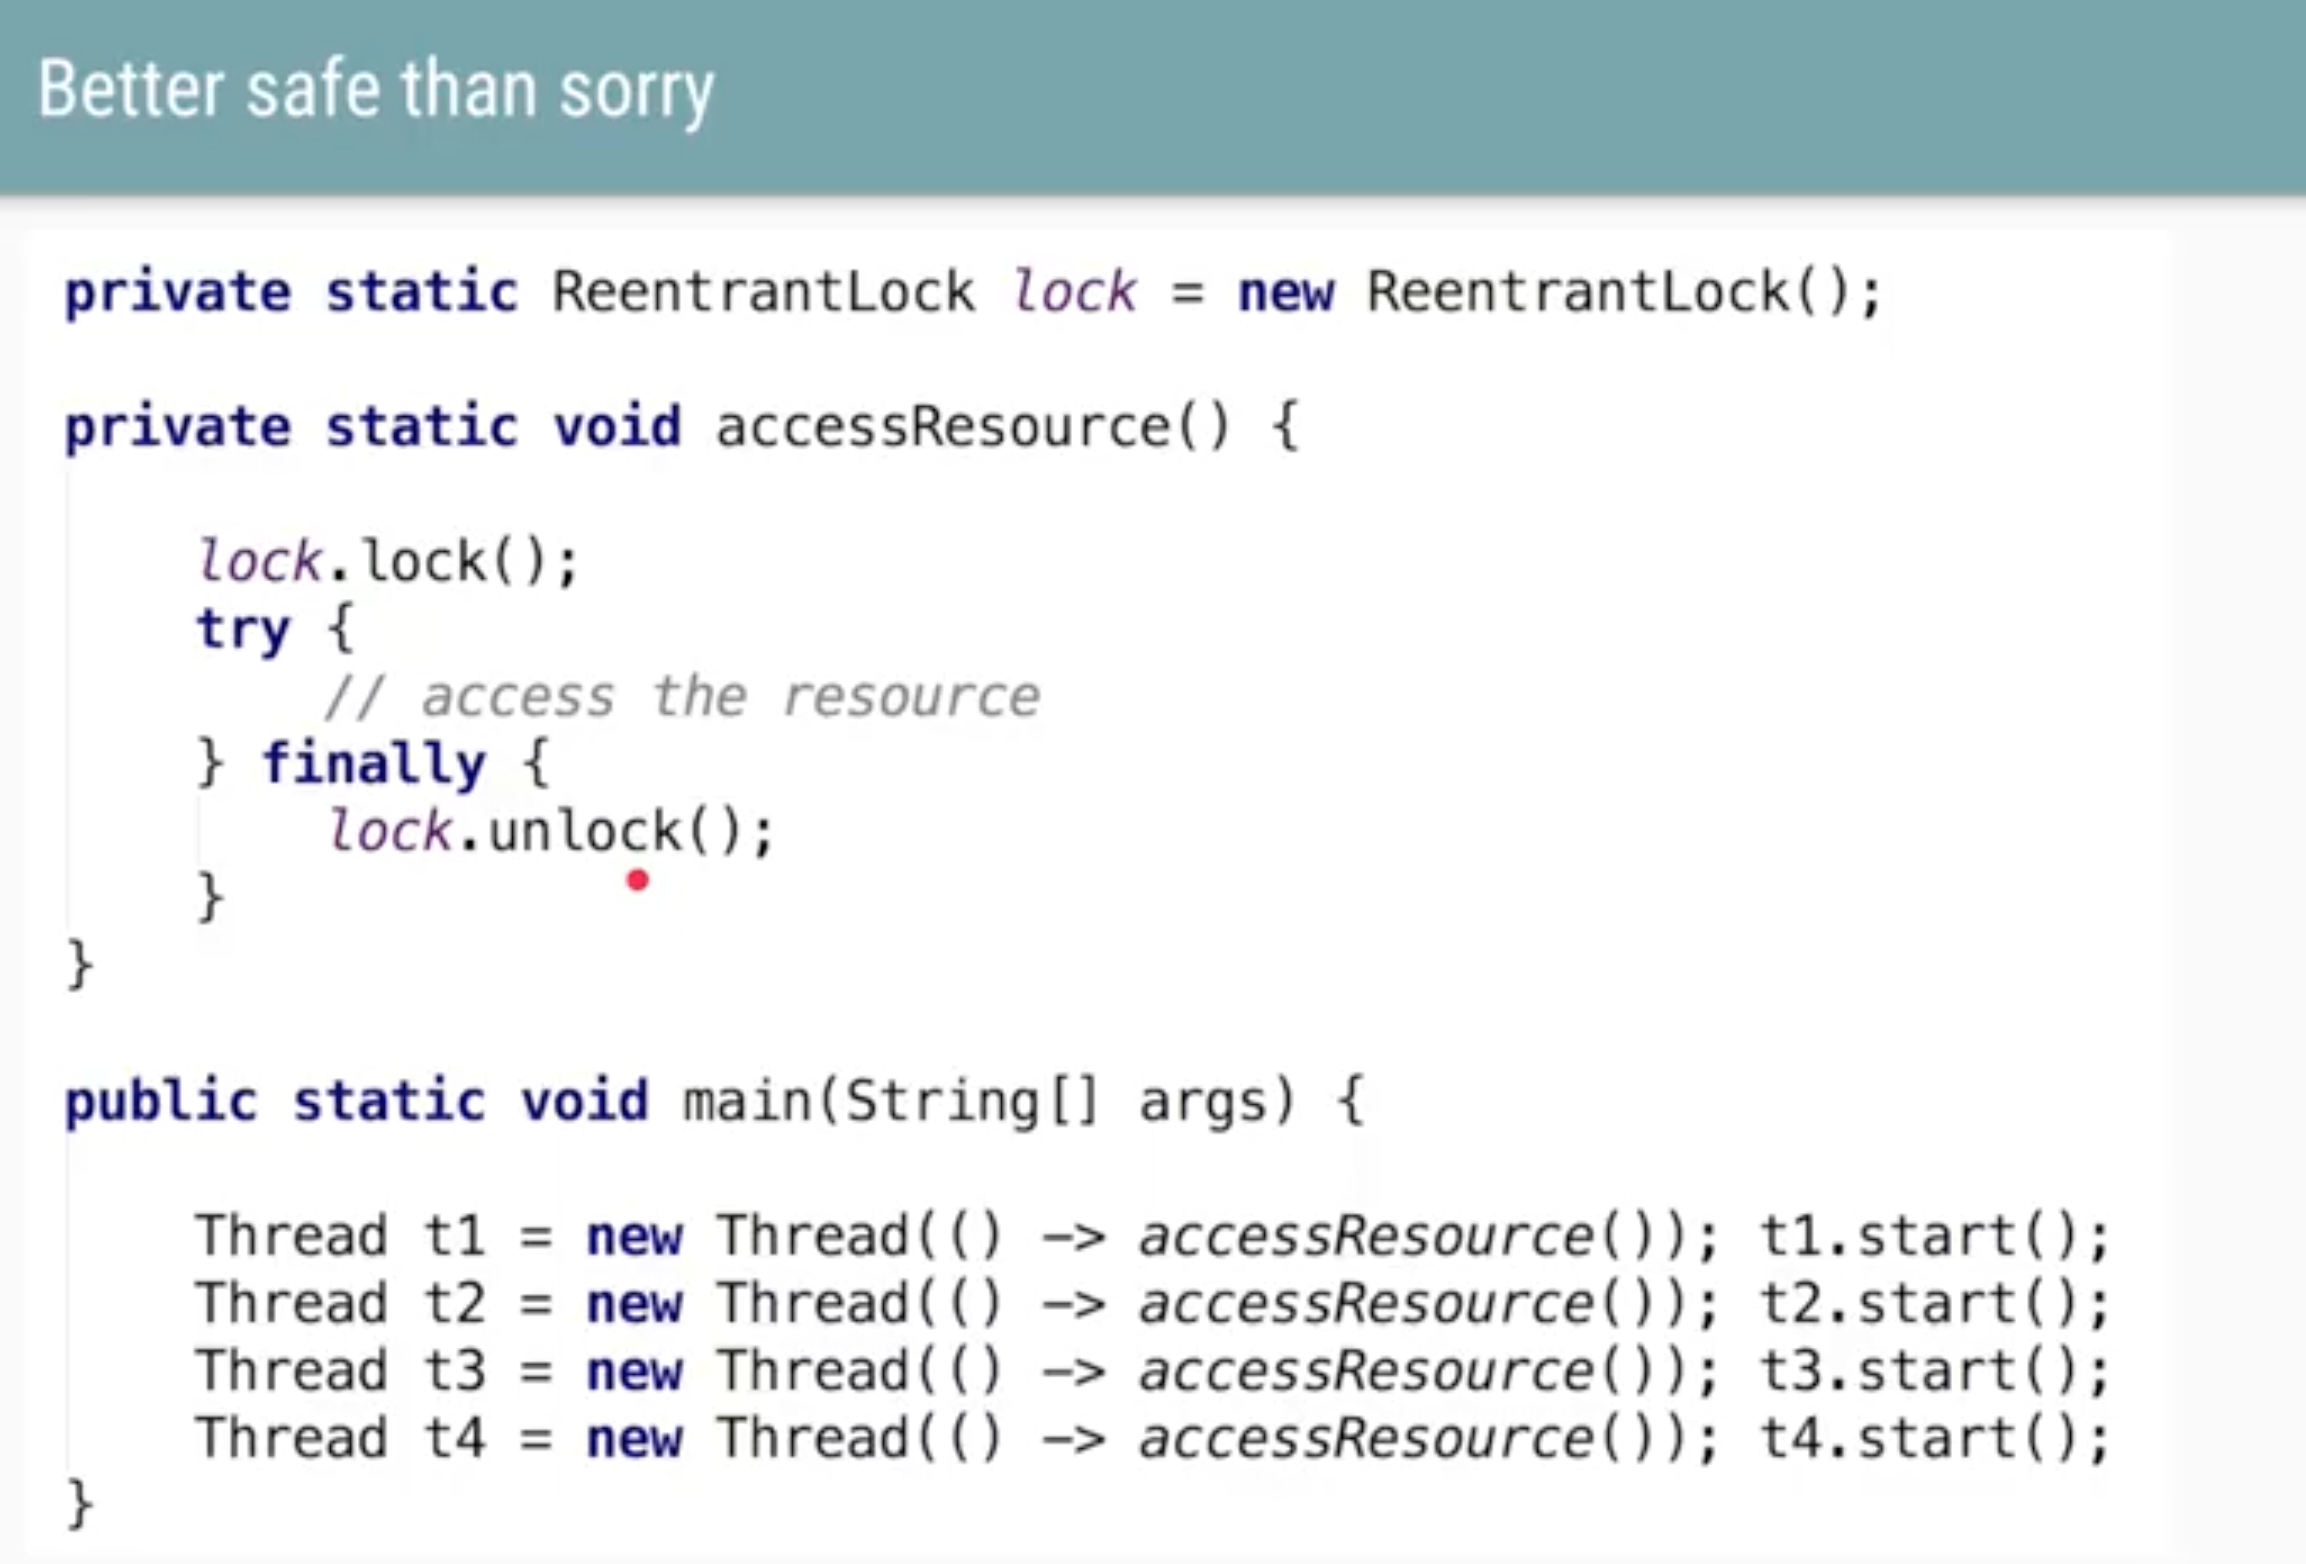 Better safe than sorry
private static ReentrantLock lock = new ReentrantLock();
private static void accessResource() {
lock.lock();
try {
// access the resource
} finally {
lock.unlock();
}
}
public static void main(String[] args) {
Thread t1 = new Thread(() -> accessResource()); t1.start();
Thread t2 = new Thread(() -> accessResource()); t2.start();
Thread t3 = new Thread(() -> accessResource()); t3.start();
Thread t4 = new Thread(() -> accessResource()); t4.start();
}